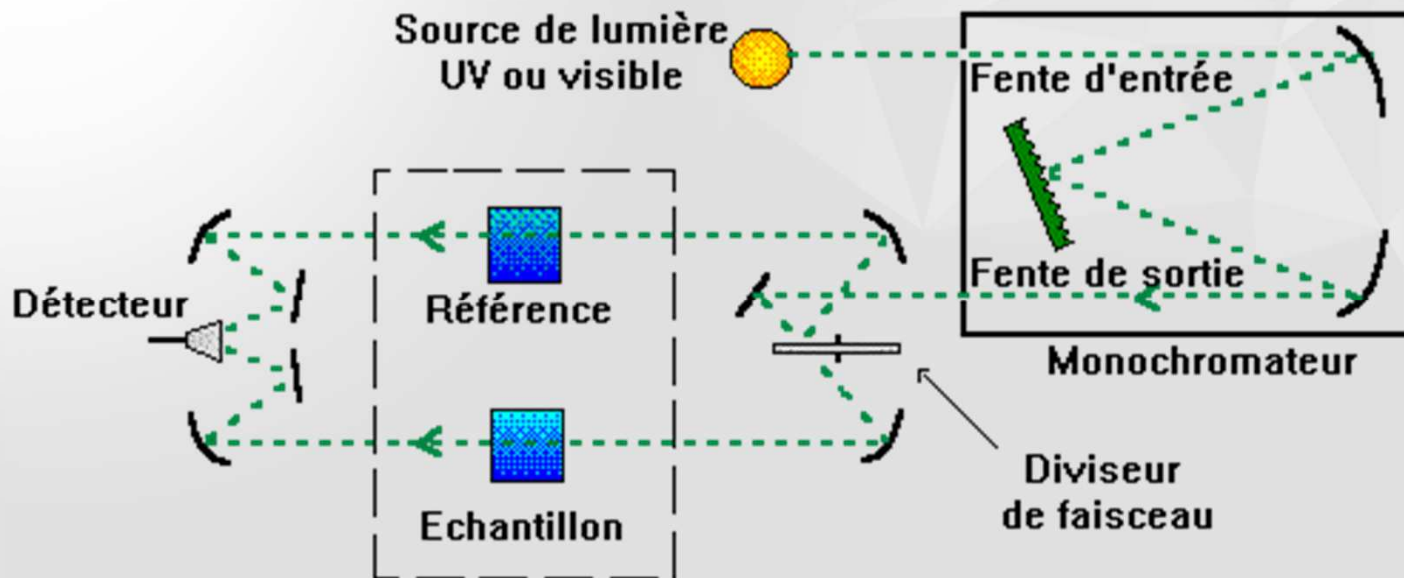 Source de lumière
UV ou visible
Fente d'entrée
Fente de sortie
Monochromateur
Détecteur
Référence
Echantillon
Diviseur
de faisceau